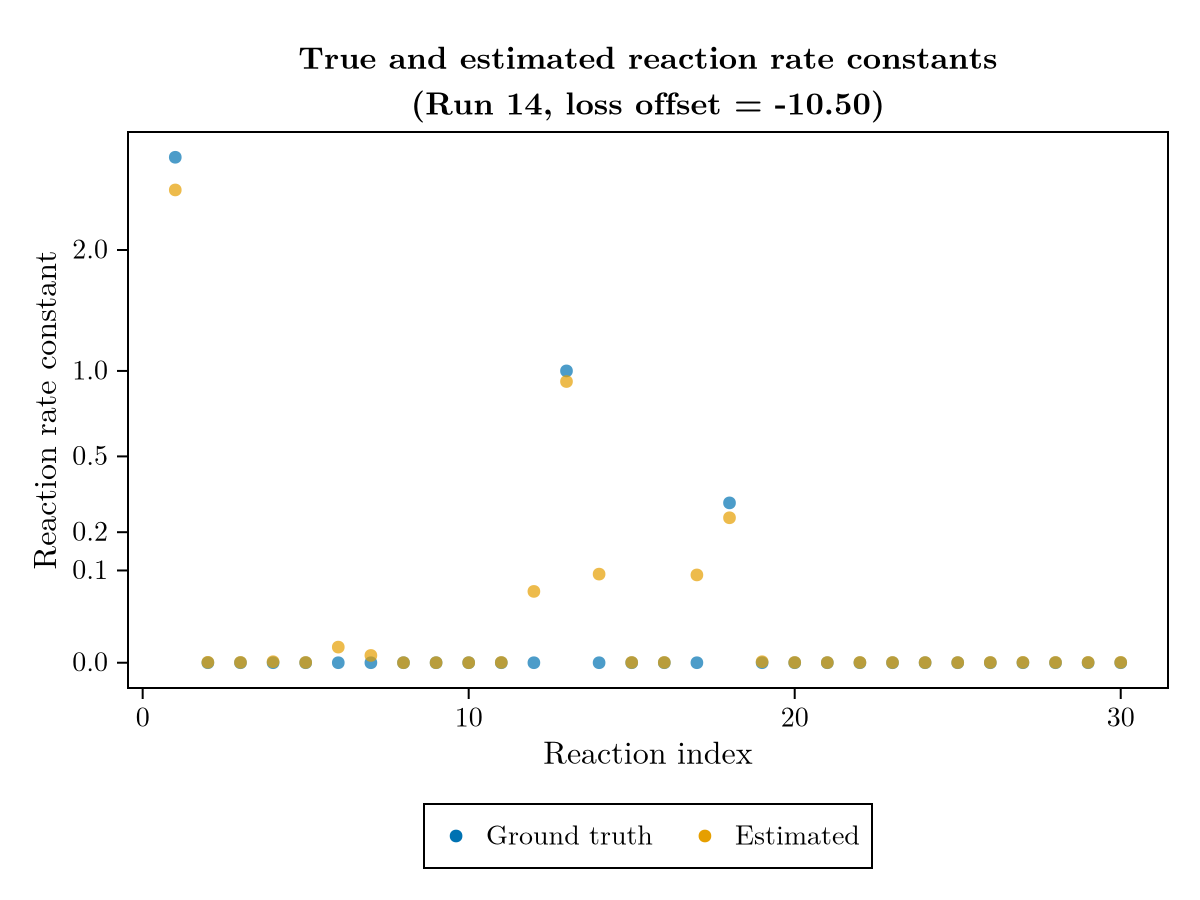 True and estimated reaction rate constants
(Run 14, loss offset = -10.50)
Reaction rate constant
2.0
1.0
0.5
0.2
0.1
0.0
0 10 20 30
Reaction index
Ground truth Estimated